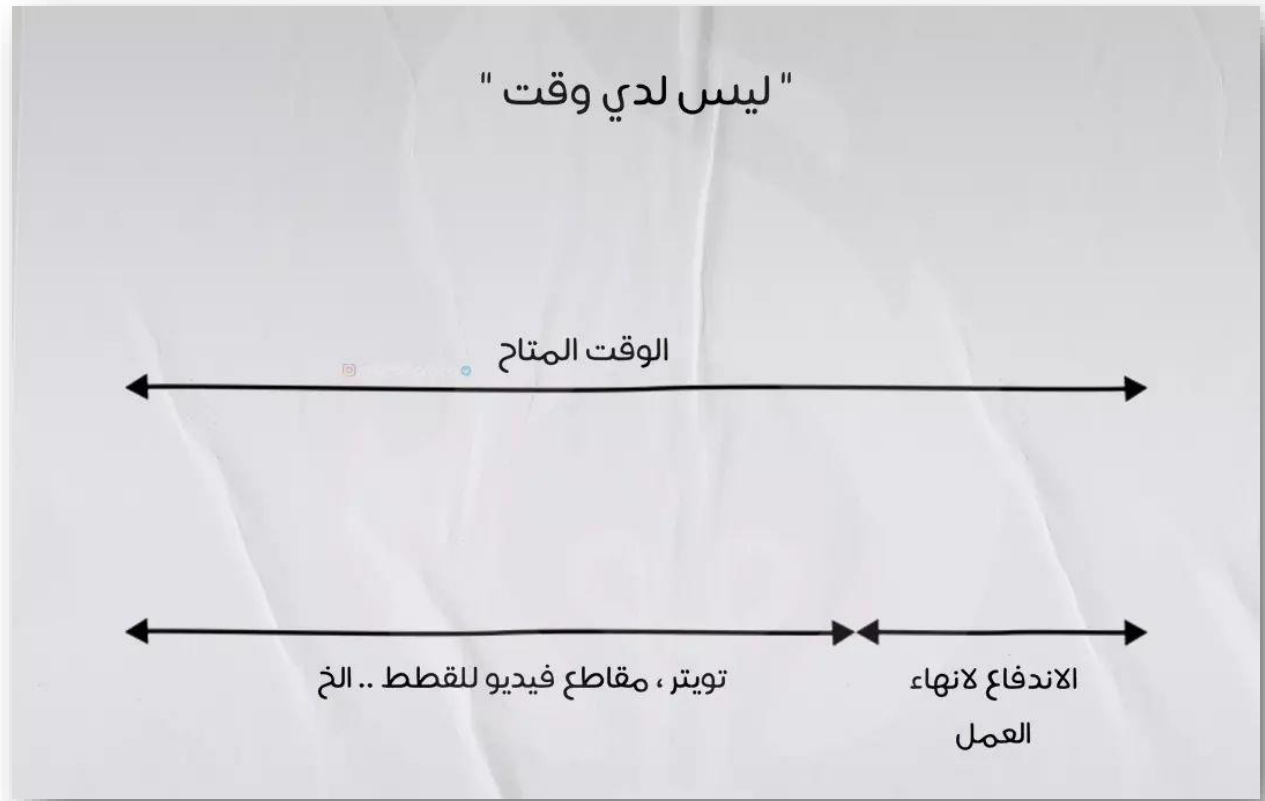 " ليس لدي وقت "
الوقت المتاح
الاندفاع لانهاء
العمل
تويتر ، مقاطع فيديو للقطط .. الخ